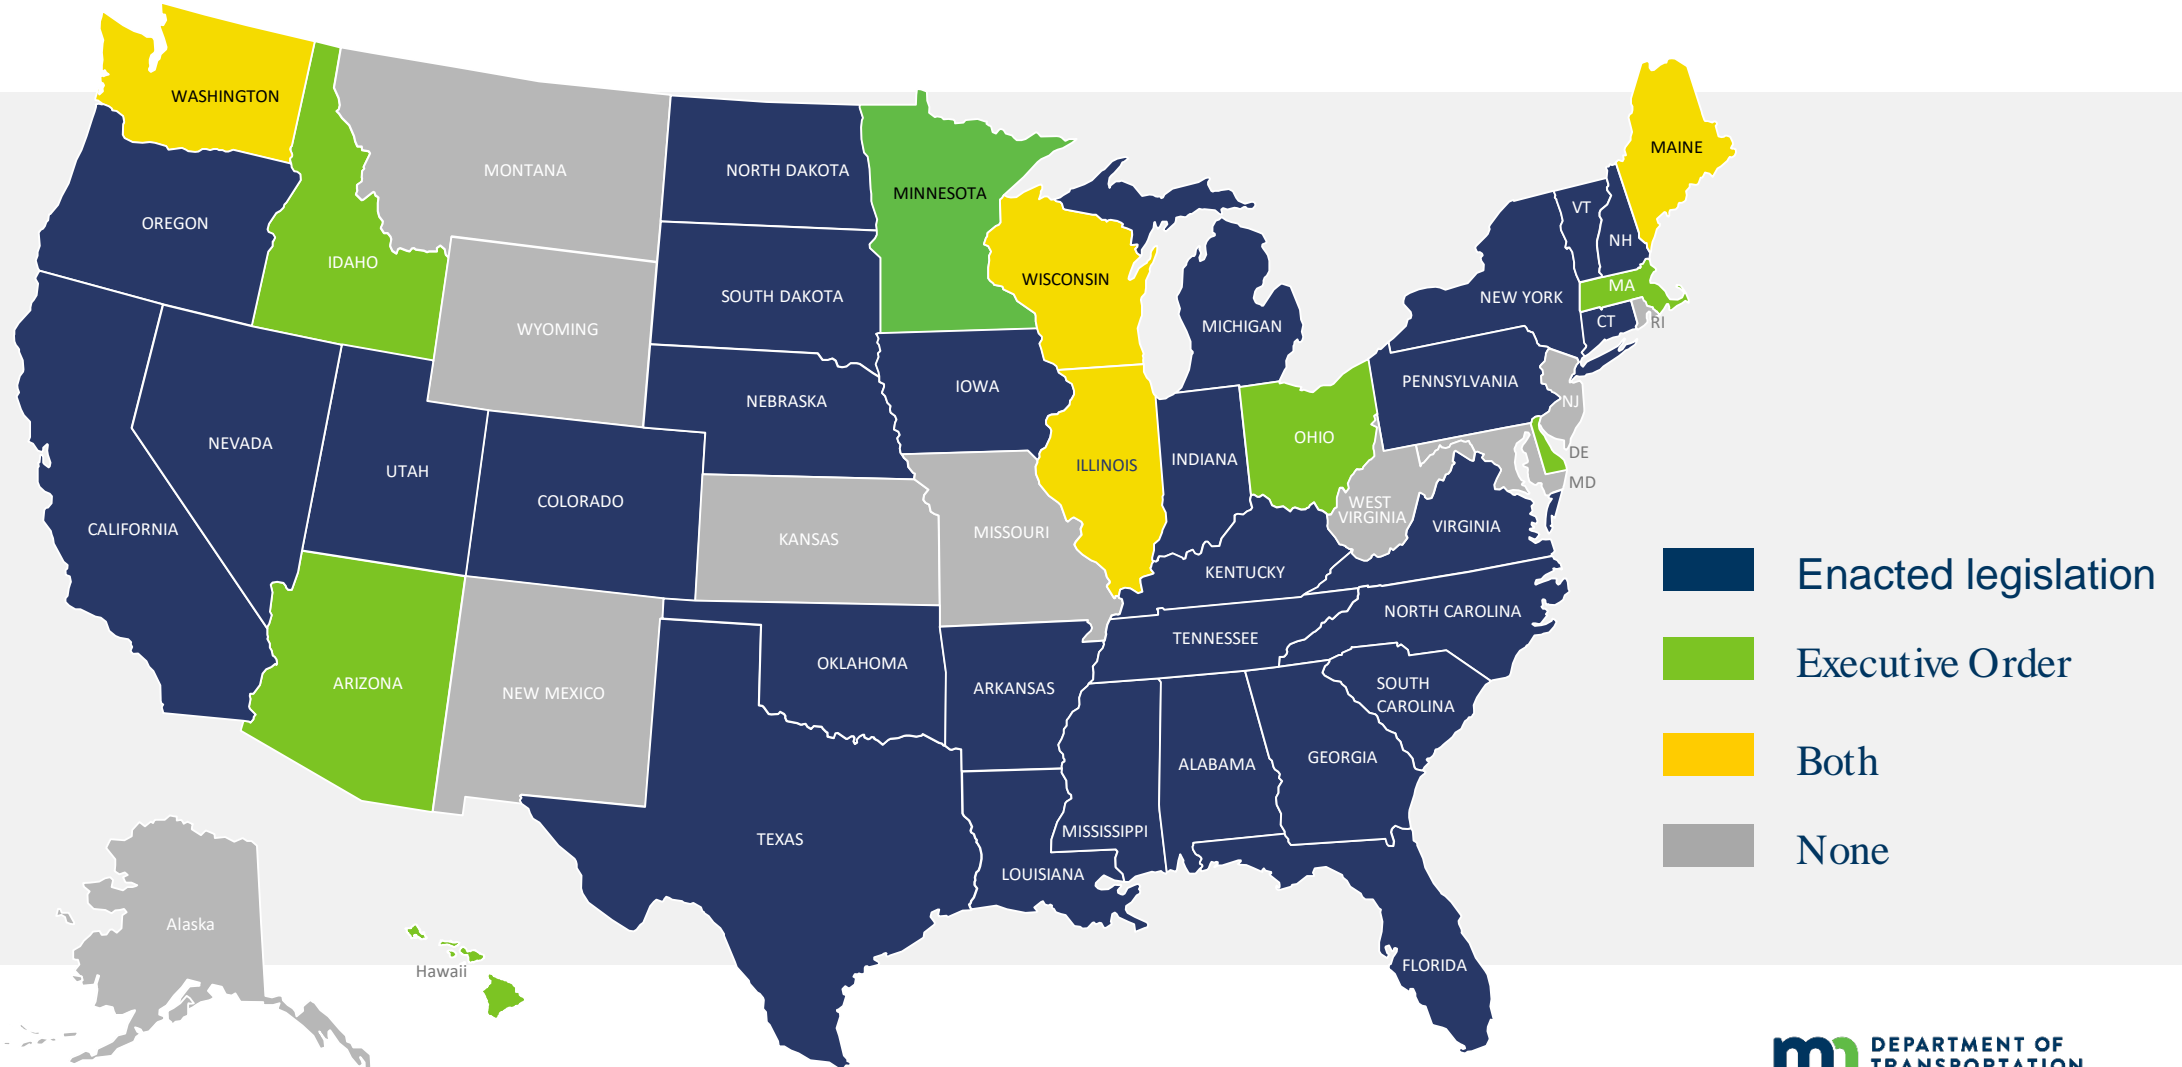 WASHINGTON
MONTANA
NORTH DAKOTA
MINNESOTA
MAINE
OREGON
IDAHO
VT
NH
WISCONSIN
SOUTH DAKOTA
NEW YORK
MA
WYOMING
MICHIGAN
CT
RI
IOWA
PENNSYLVANIA
NEBRASKA
NJ
NEVADA
OHIO
DE
UTAH
ILLINOIS
INDIANA
MD
COLORADO
WEST
VIRGINIA
CALIFORNIA
KANSAS
MISSOURI
VIRGINIA
KENTUCKY
Enacted legislation
NORTH CAROLINA
TENNESSEE
OKLAHOMA
Executive Order
ARIZONA
NEW MEXICO
ARKANSAS
SOUTH
CAROLINA
ALABAMA
GEORGIA
Both
TEXAS
MISSISSIPPI
None
LOUISIANA
Alaska
Hawaii
FLORIDA
mn DEPARTMENT OF
TRANSPORTATION